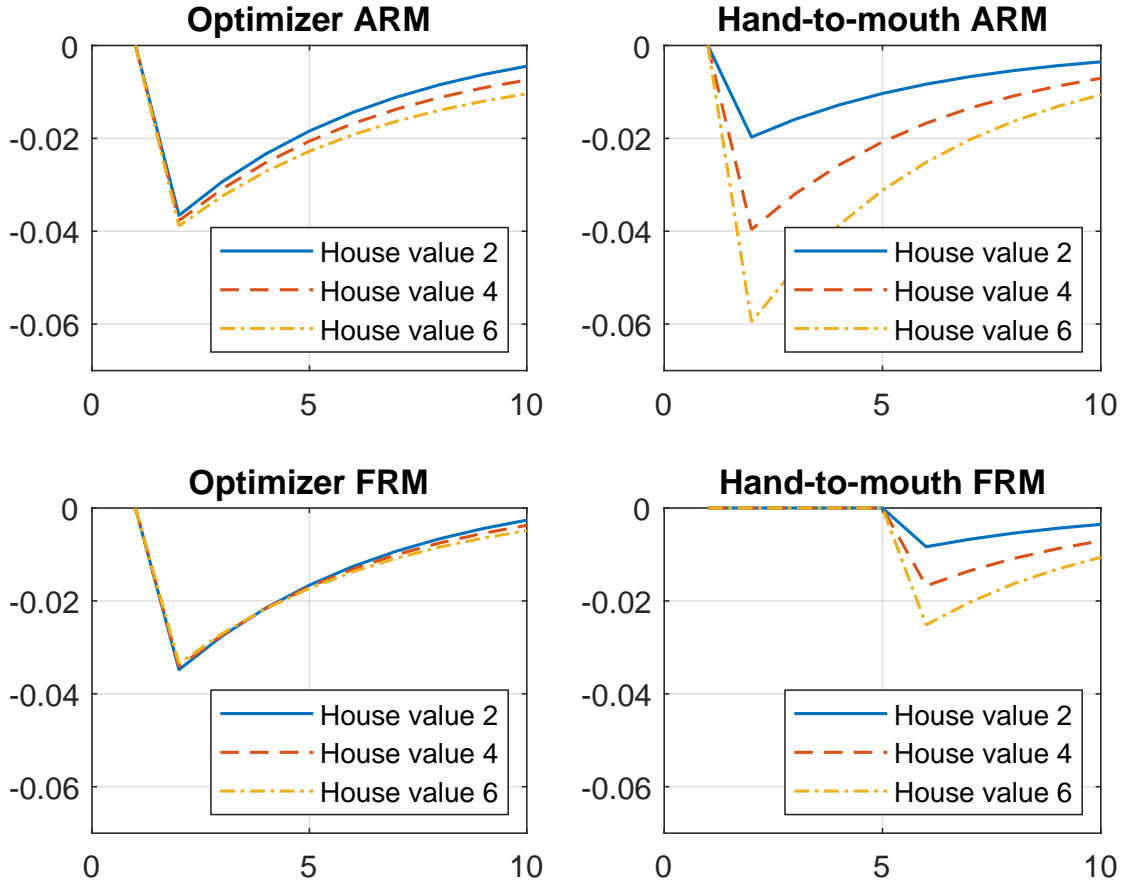 Optimizer ARM
0
-0.02
-0.04
-0.06
House value 2
House value 4
House value 6
0
5
10
Hand-to-mouth ARM
0
-0.02
-0.04
-0.06
House value 2
House value 4
House value 6
0
5
10
Optimizer FRM
0
-0.02
-0.04
-0.06
House value 2
House value 4
House value 6
0
5
10
Hand-to-mouth FRM
0
-0.02
-0.04
-0.06
House value 2
House value 4
House value 6
0
5
10